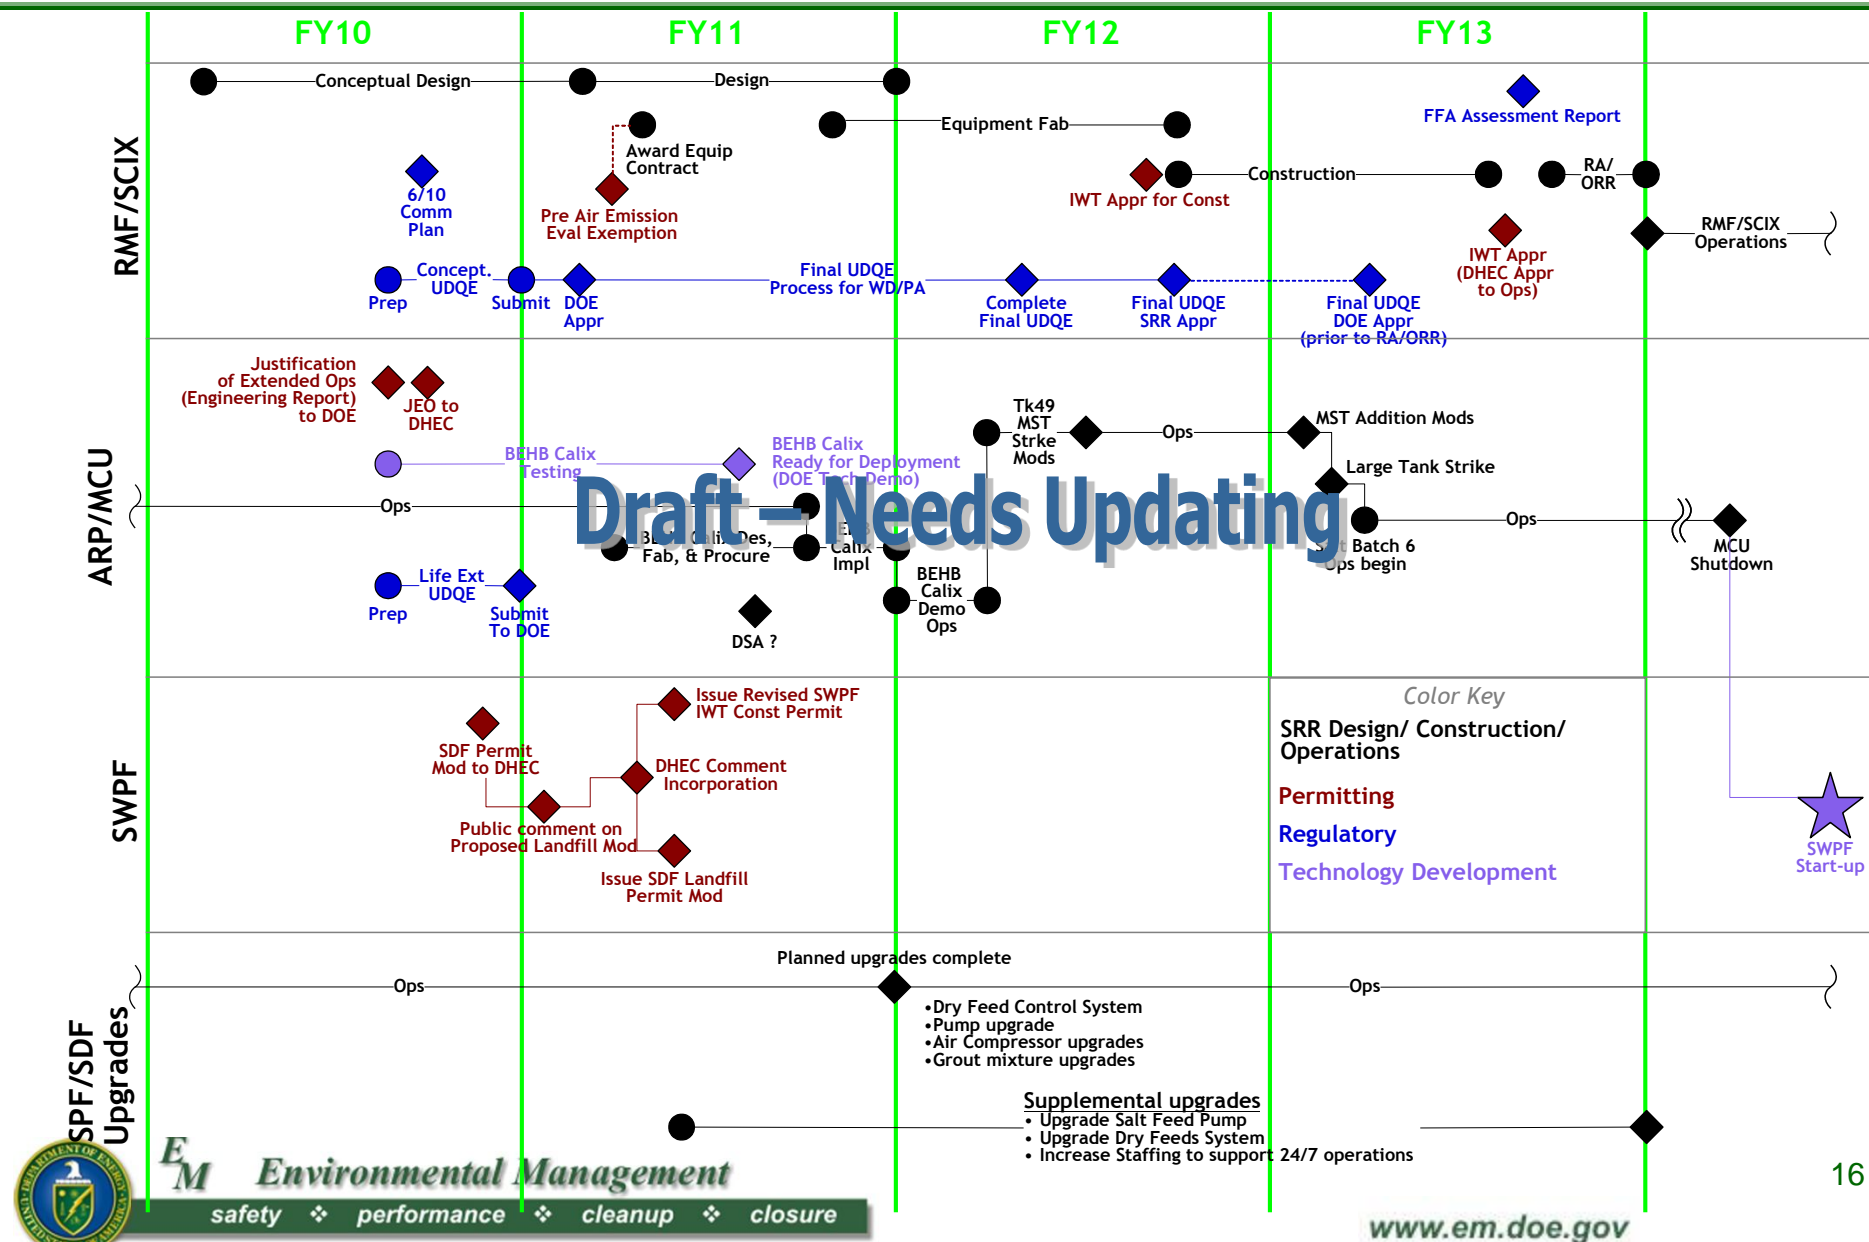 FY10
FY11
FY12
FY13
RMF/SCIX
Conceptual Design
Design
FFA Assessment Report
Award Equip
Contract
Equipment Fab
6/10
Comm
Plan
Pre Air Emission
Eval Exemption
IWT Appr for Const
Construction
RA/
ORR
RMF/SCIX
Operations
IWT Appr
(DHEC Appr
to Ops)
Prep
Concept.
UDQE
Submit
DOE
Appr
Final UDQE
Process for WD/PA
Complete
Final UDQE
Final UDQE
SRR Appr
Final UDQE
DOE Appr
(prior to RA/ORR)
ARP/MCU
Justification
of Extended Ops
(Engineering Report)
to DOE
JEO to
DHEC
BEHB Calix
Testing
BEHB Calix
Ready for Deployment
(DOE Tech Demo)
Tk49
MST
Strke
Mods
Ops
MST Addition Mods
Large Tank Strike
Draft – Needs Updating
Ops
BEHB Calix Des,
Fab, & Procure
BEHB
Calix
Impl
BEHB
Calix
Demo
Ops
Salt Batch 6
Ops begin
Ops
MCU
Shutdown
Prep
Life Ext
UDQE
Submit
To DOE
DSA ?
SWPF
SDF Permit
Mod to DHEC
Public comment on
Proposed Landfill Mod
Issue Revised SWPF
IWT Const Permit
DHEC Comment
Incorporation
Issue SDF Landfill
Permit Mod
Color Key
SRR Design/ Construction/
Operations
Permitting
Regulatory
Technology Development
SWPF
Start-up
SPF/SDF
Upgrades
Ops
Planned upgrades complete
Ops
•Dry Feed Control System
•Pump upgrade
•Air Compressor upgrades
•Grout mixture upgrades
Supplemental upgrades
• Upgrade Salt Feed Pump
• Upgrade Dry Feeds System
• Increase Staffing to support 24/7 operations
EM Environmental Management
safety ❖ performance ❖ cleanup ❖ closure
www.em.doe.gov
16